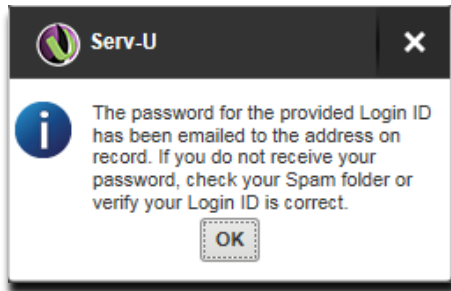 Serv-U
The password for the provided Login ID
has been emailed to the address on
record. If you do not receive your
password, check your Spam folder or
verify your Login ID is correct.
OK